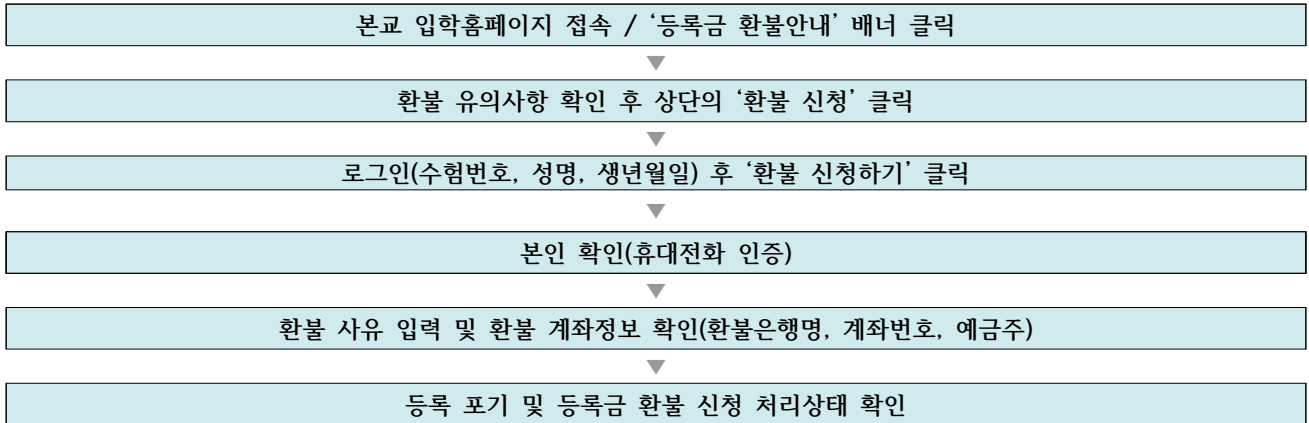 본교 입학홈페이지 접속 / ‘등록금 환불안내’ 배너 클릭
환불 유의사항 확인 후 상단의 ‘환불 신청’ 클릭
로그인(수험번호, 성명, 생년월일) 후 ‘환불 신청하기’ 클릭
본인 확인(휴대전화 인증)
환불 사유 입력 및 환불 계좌정보 확인(환불은행명, 계좌번호, 예금주)
등록 포기 및 등록금 환불 신청 처리상태 확인